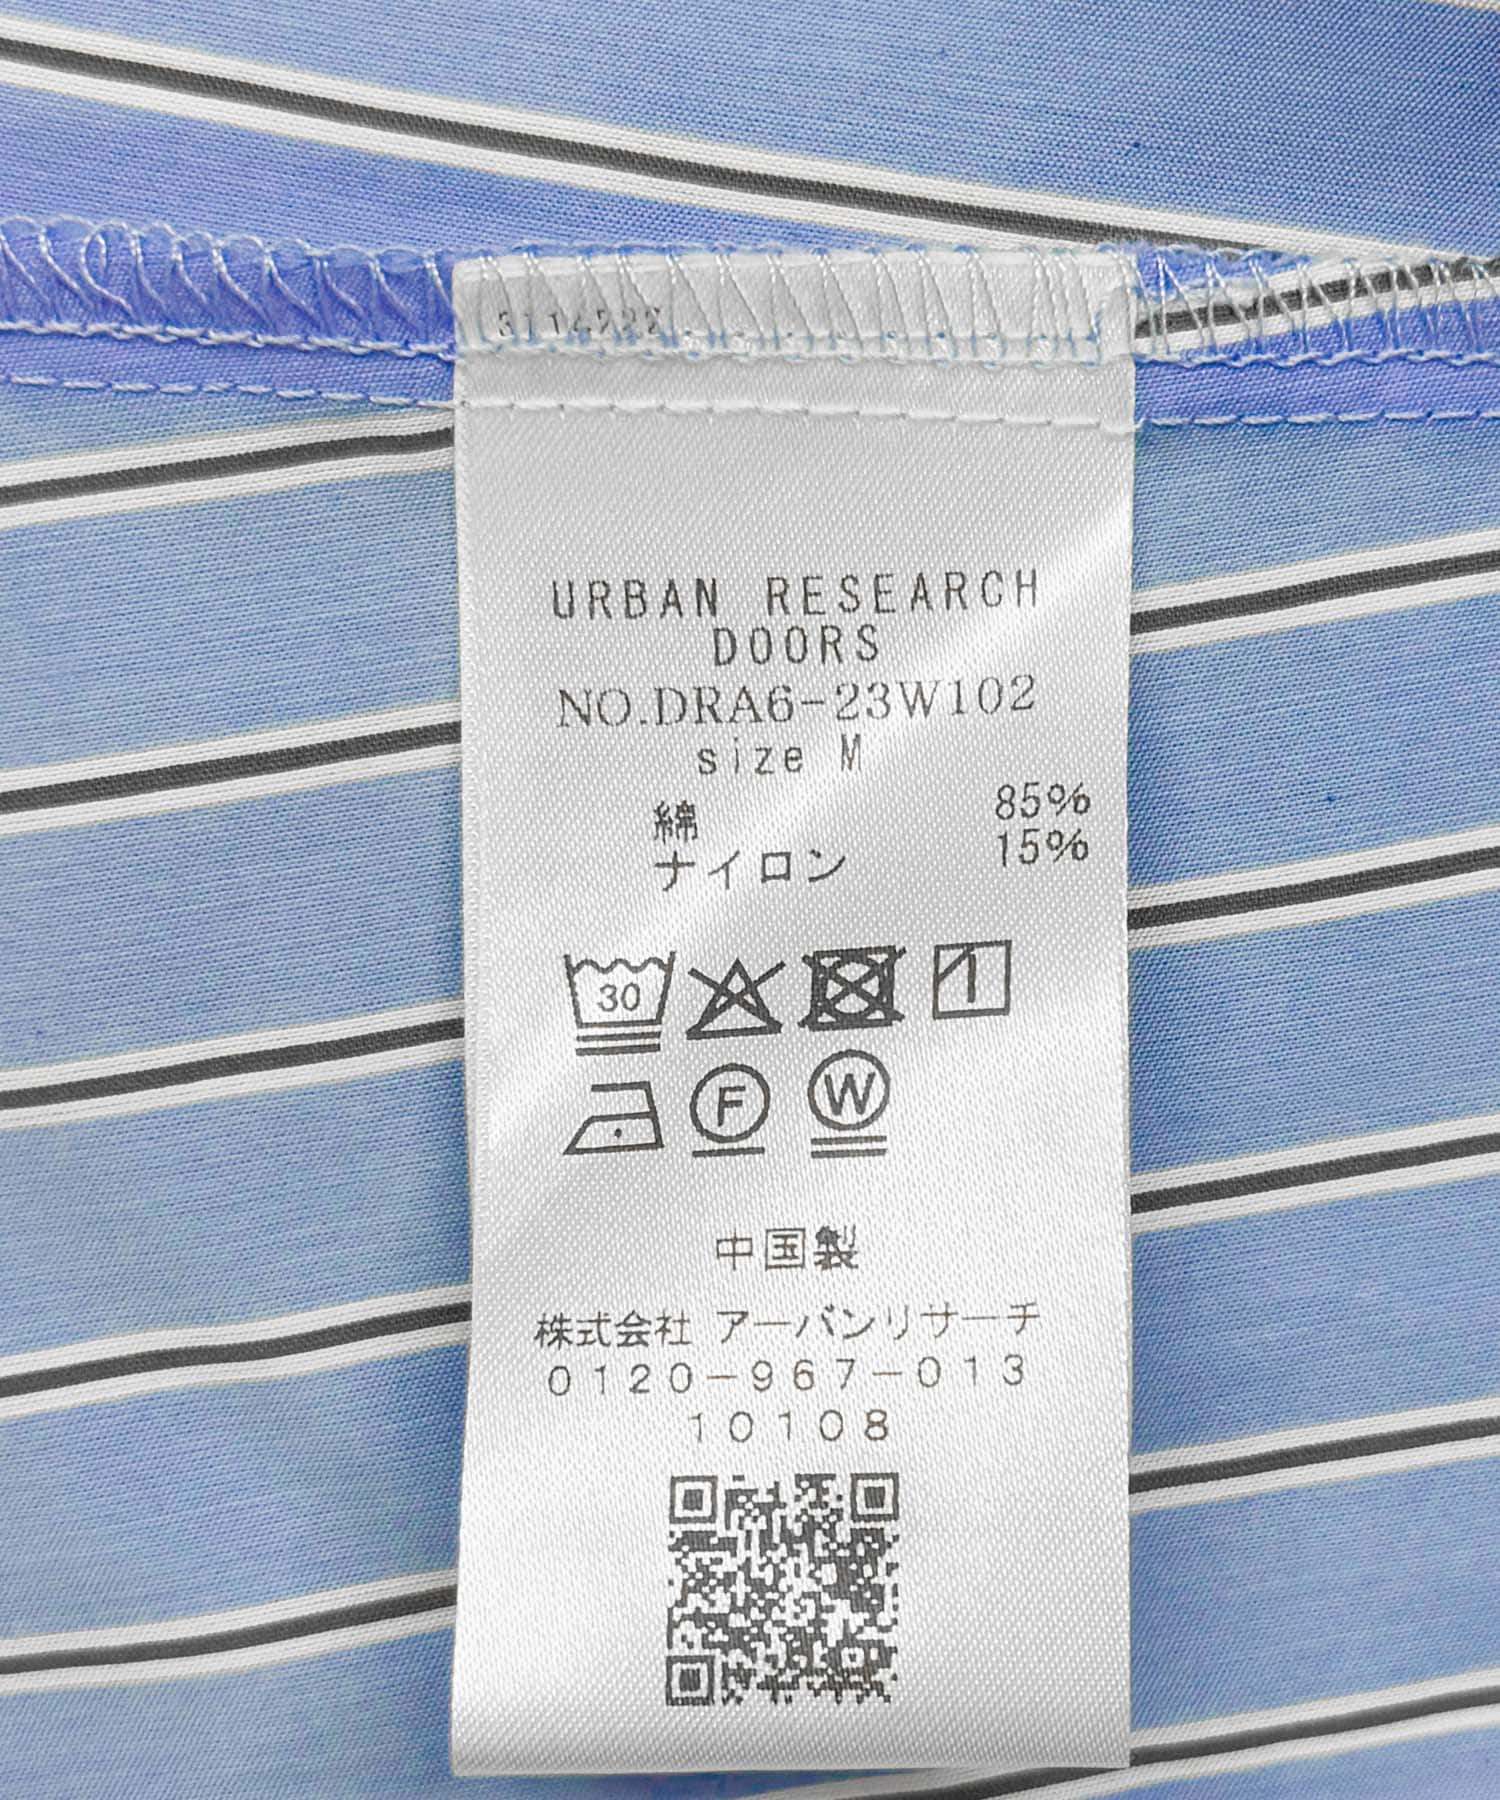 URBAN RESEARCH
DOORS
NO.DRA6-23W102
size M
綿 85%
ナイロン 15%
30
F W
中国製
株式会社 アーバンリサーチ
0120-967-013
10108